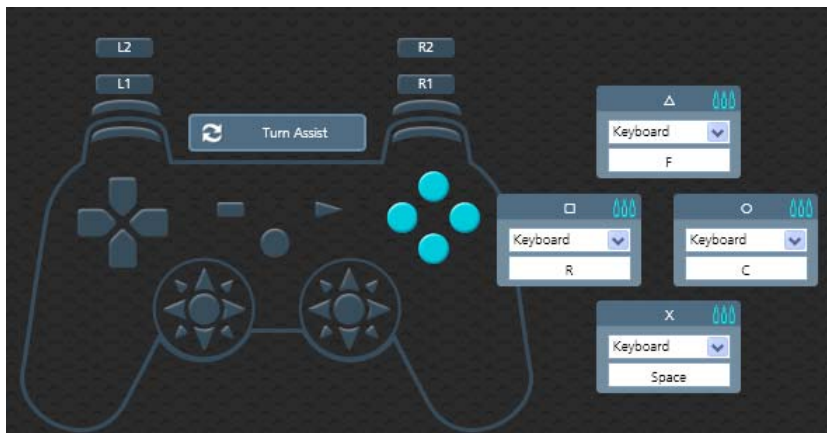 L2
R2
L1
R1
Turn Assist
△
Keyboard
F
□
Keyboard
R
○
Keyboard
C
X
Keyboard
Space